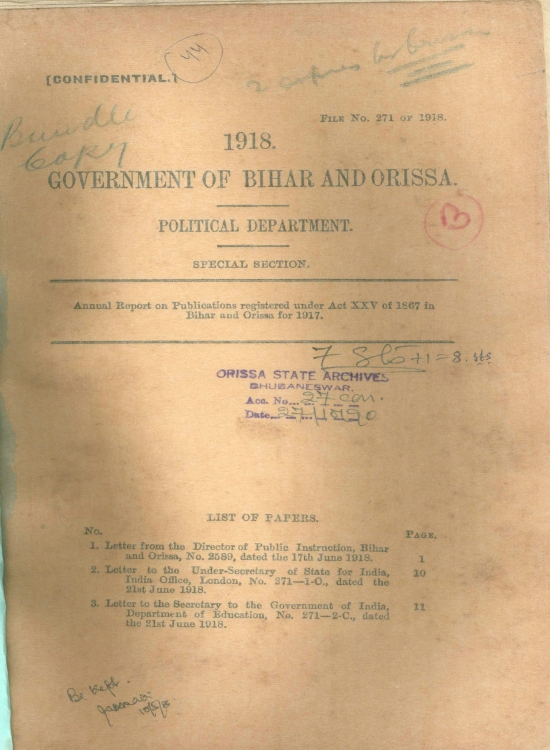 [CONFIDENTIAL.]
44
2 copies
Bundle
Copy
FILE No. 271 OF 1918.
1918.
GOVERNMENT OF BIHAR AND ORISSA.
B
POLITICAL DEPARTMENT.
SPECIAL SECTION.
Annual Report on Publications registered under Act XXV of 1867 in
Bihar and Orissa for 1917.
7 Slb+1=8. sts
ORISSA STATE ARCHIVES
BHUBANESWAR.
Acc. No. 27 con.
Date
LIST OF PAPERS.
No. PAGE.
1. Letter from the Director of Public Instruction, Bihar
and Orissa, No. 2589, dated the 17th June 1918. 1
2. Letter to the Under-Secretary of State for India, 10
India Office, London, No. 271—1-C., dated the
21st June 1918.
3. Letter to the Secretary to the Government of India, 11
Department of Education, No. 271—2-C., dated
the 21st June 1918.
Be kept.